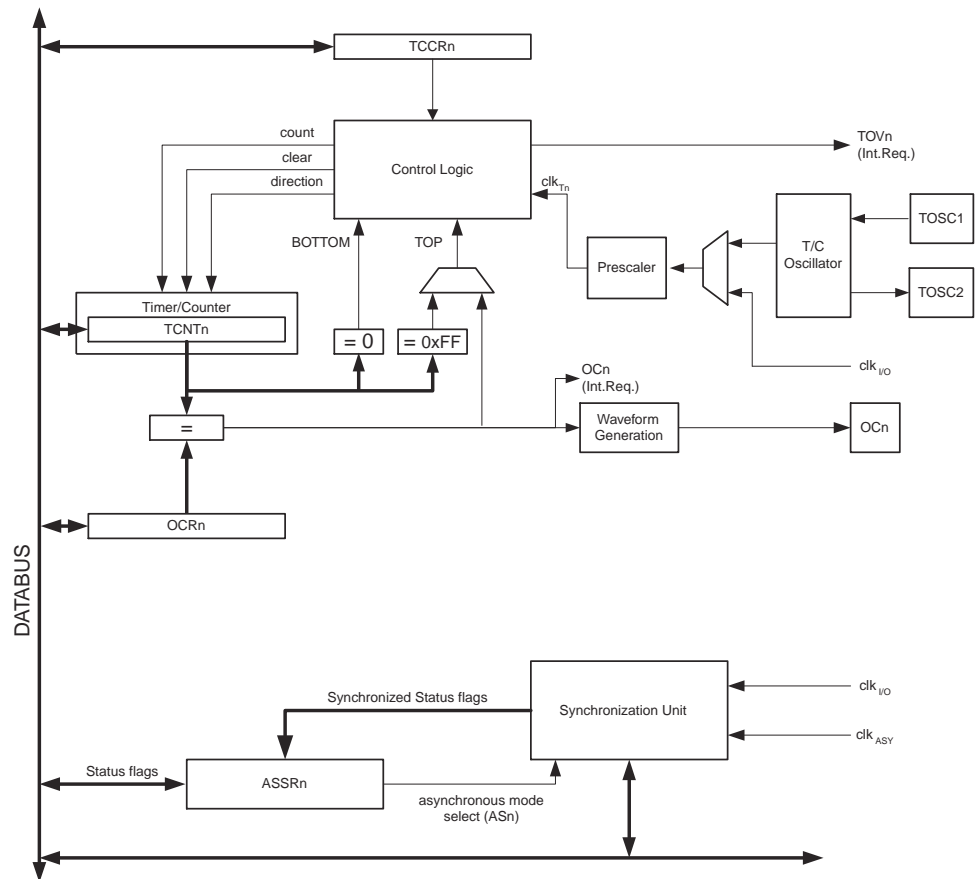 TCCRn
count
clear
direction
Control Logic
TOVn
(Int.Req.)
clkTn
BOTTOM
TOP
Prescaler
T/C
Oscillator
TOSC1
TOSC2
Timer/Counter
TCNTn
= 0
= 0xFF
clkI/O
OCn
(Int.Req.)
=
Waveform
Generation
OCn
OCRn
DATABUS
Synchronized Status flags
Synchronization Unit
clkI/O
clkASY
Status flags
ASSRn
asynchronous mode
select (ASn)